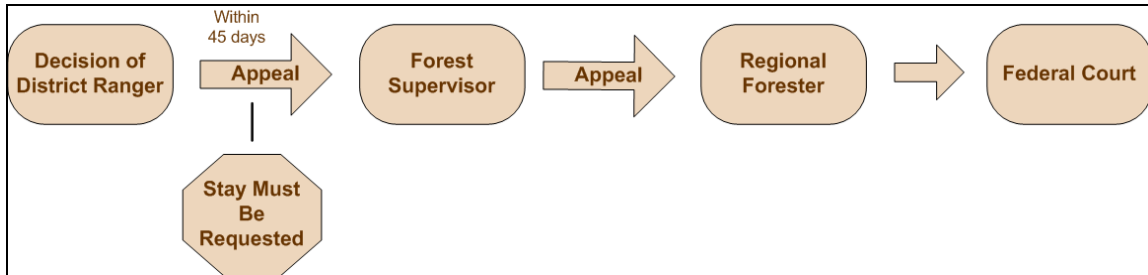 Within
45 days
Decision of
District Ranger
Appeal
Forest
Supervisor
Appeal
Regional
Forester
Federal Court
Stay Must
Be
Requested